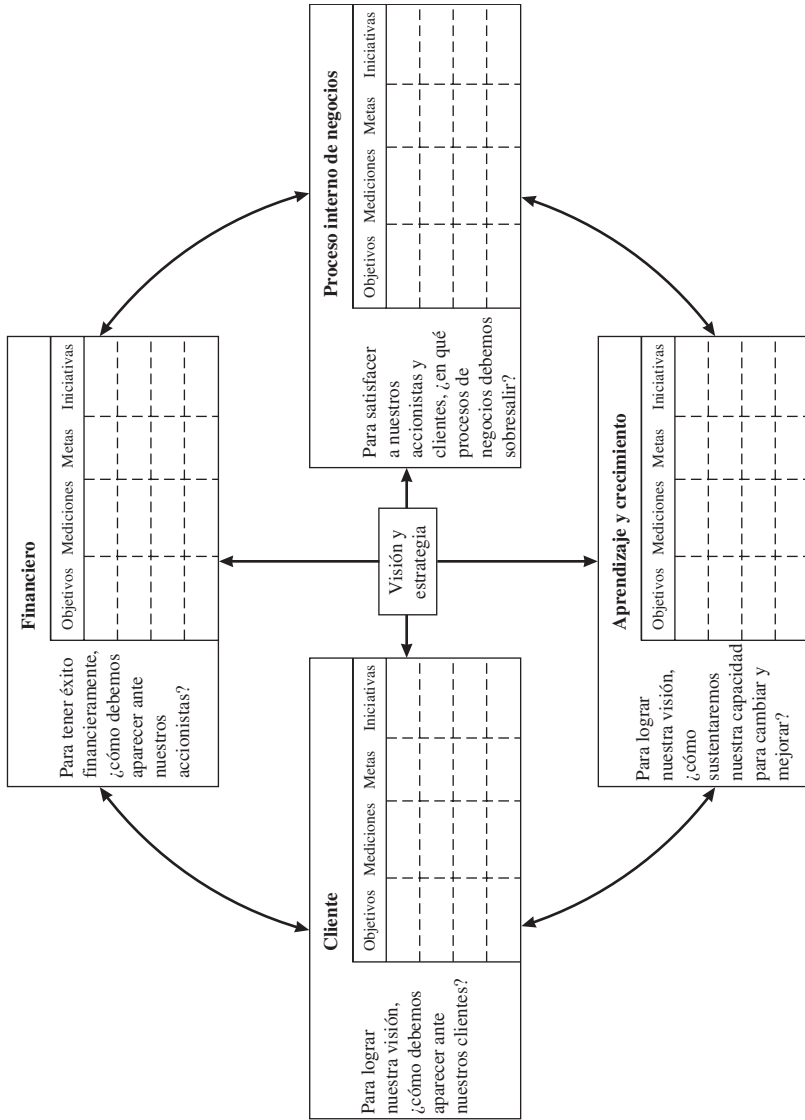 Financiero
Para tener éxito
financieramente,
¿cómo debemos
aparecer ante
nuestros
accionistas?
Objetivos Mediciones Metas Iniciativas
Cliente
Para lograr
nuestra visión,
¿cómo debemos
aparecer ante
nuestros clientes?
Objetivos Mediciones Metas Iniciativas
Visión y
estrategia
Proceso interno de negocios
Para satisfacer
a nuestros
accionistas y
clientes, ¿en qué
procesos de
negocios debemos
sobresalir?
Objetivos Mediciones Metas Iniciativas
Aprendizaje y crecimiento
Para lograr
nuestra visión,
¿cómo
sustentaremos
nuestra capacidad
para cambiar y
mejorar?
Objetivos Mediciones Metas Iniciativas